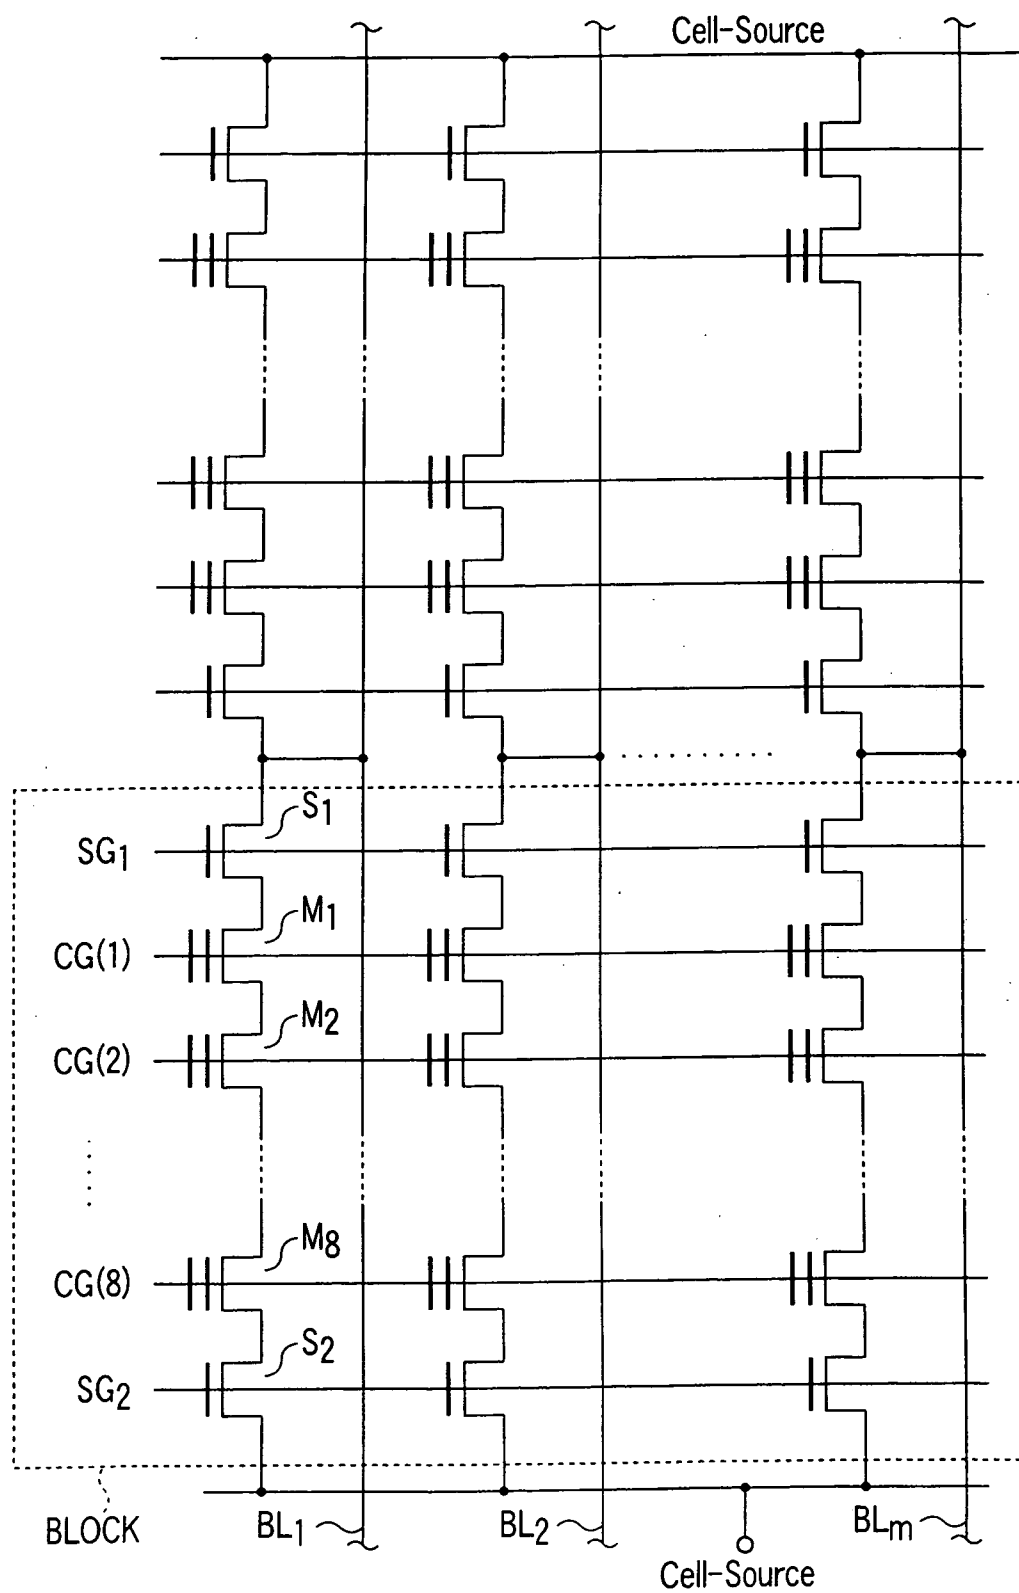 Cell-Source
S1
SG1
M1
CG(1)
M2
CG(2)
M8
CG(8)
S2
SG2
BLOCK
BL1
BL2
BLm
Cell-Source